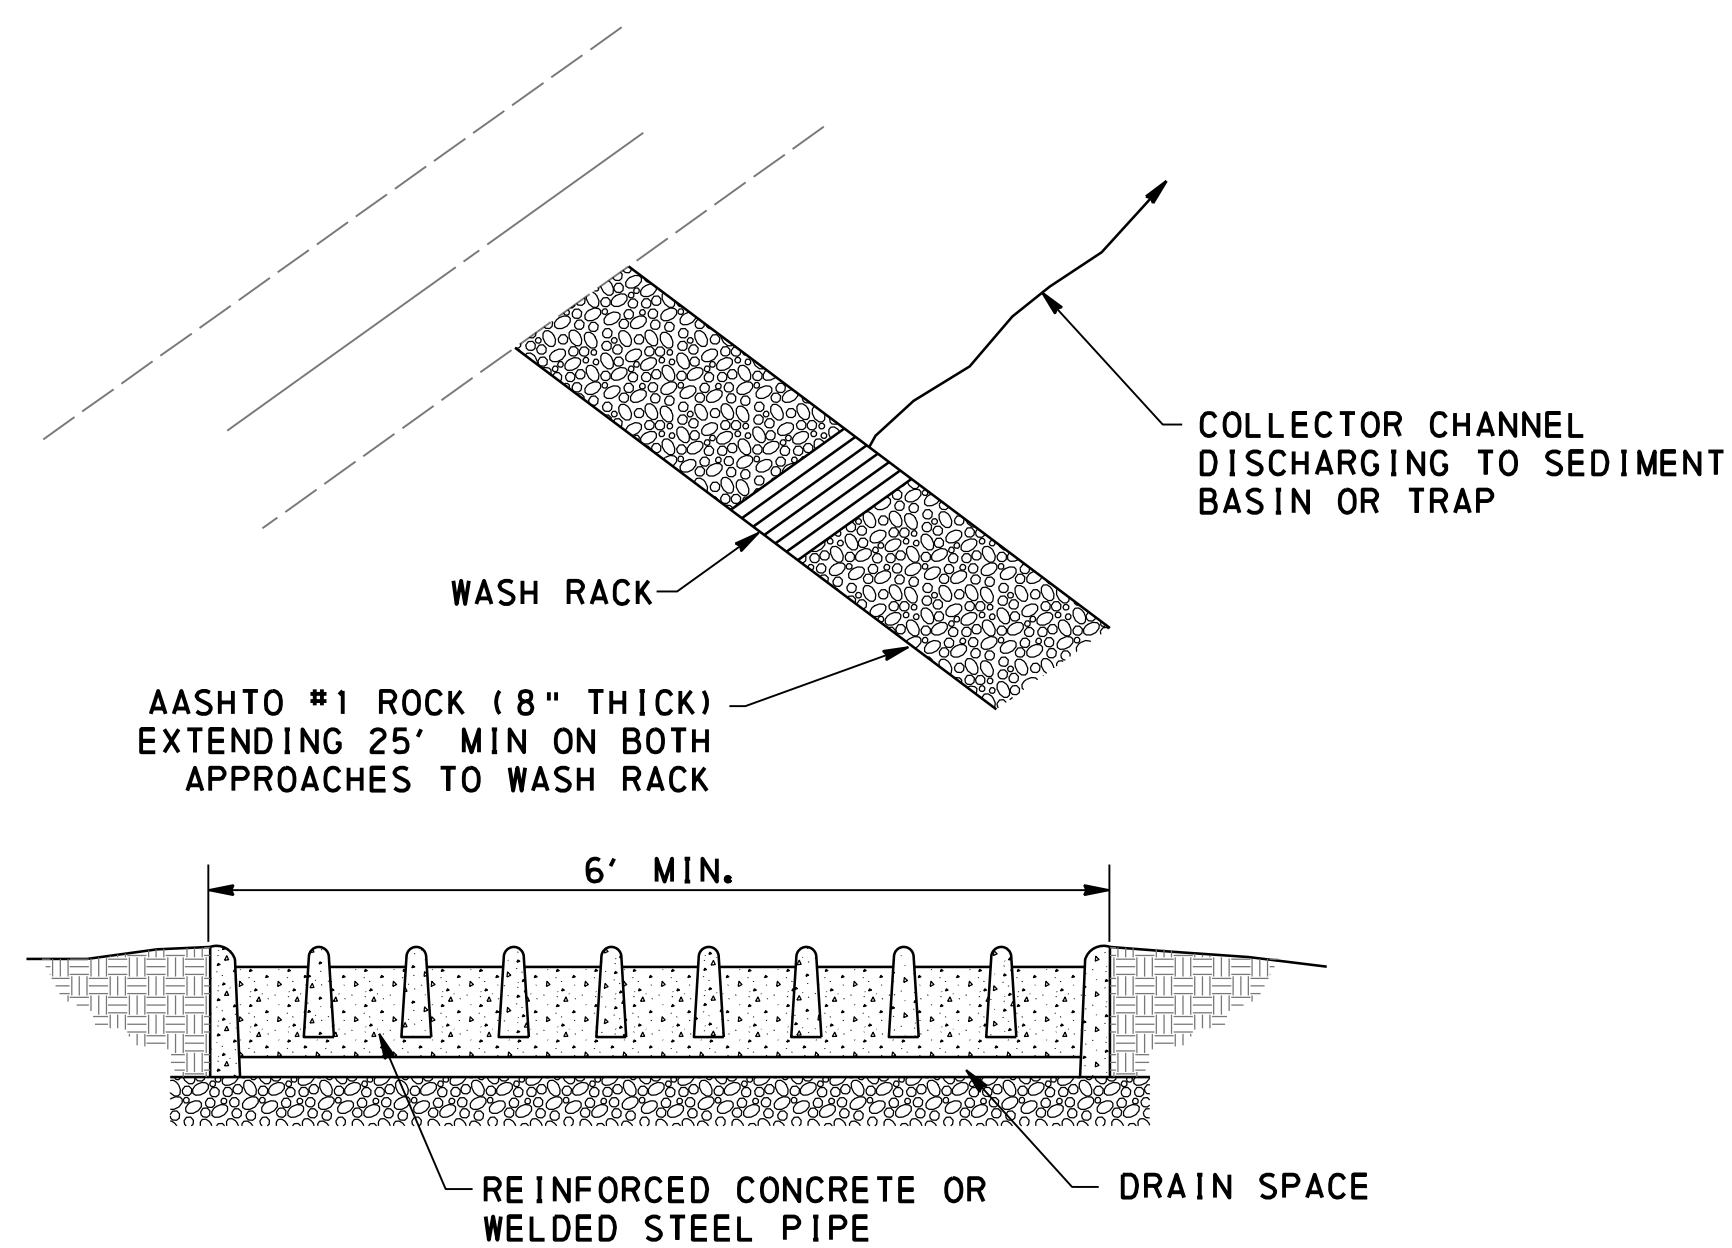 COLLECTOR CHANNEL
DISCHARGING TO SEDIMENT
BASIN OR TRAP
WASH RACK
AASHTO #1 ROCK (8" THICK)
EXTENDING 25' MIN ON BOTH
APPROACHES TO WASH RACK
6' MIN.
REINFORCED CONCRETE OR
WELDED STEEL PIPE
DRAIN SPACE